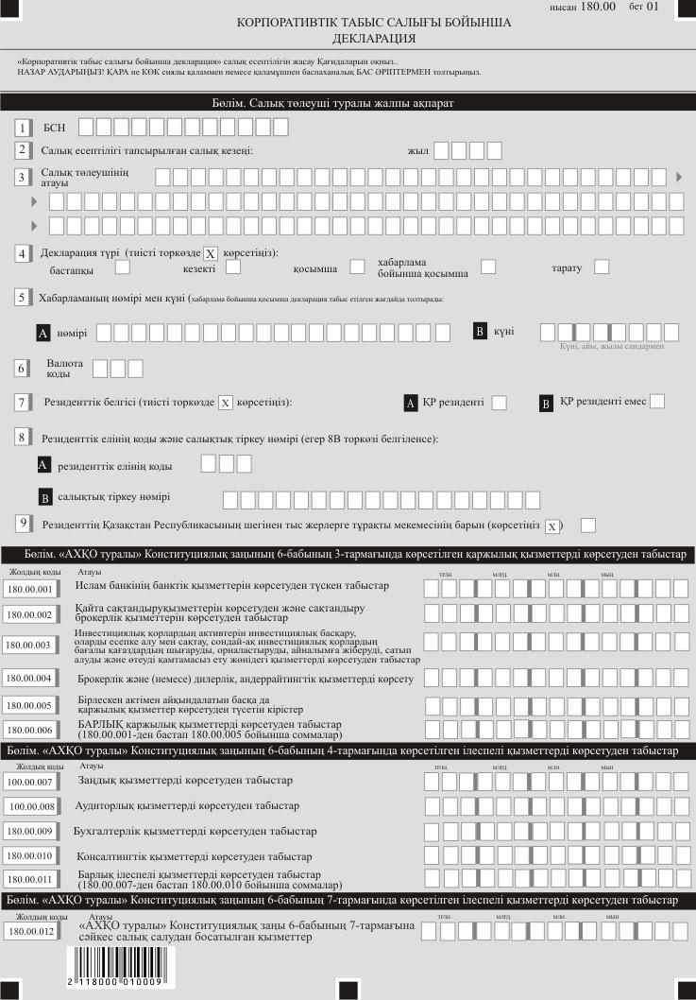 нысан 180.00 бет 01
КОРПОРАТИВТІК ТАБЫС САЛЫҒЫ БОЙЫНША
ДЕКЛАРАЦИЯ
«Корпоративтік табыс салығы бойынша декларация» салық есептілігін жасау Қағидаларын оқңыз..
НАЗАР АУДАРЫҢЫЗ! ҚАРА не КӨК сиялы қаламмен немесе қаламұшпен баспаханалық БАС ӘРІПТЕРМЕН толтырыңыз.
Бөлім. Салық төлеуші туралы жалпы ақпарат
1 БСН
2 Салық есептілігі тапсырылған салық кезеңі: жыл
3 Салық төлеушінің
атауы
4 Декларация түрі (тиісті торкөзде X көрсетіңіз):
бастапқы кезекті қосымша хабарлама
бойынша қосымша тарату
5 Хабарламаның нөмірі мен күні (хабарлама бойынша қосымша декларация табыс етілген жағдайда толтырады:
A нөмірі B күні
Күні, айы, жылы сандармен
6 Валюта
коды
7 Резиденттік белгісі (тиісті торкөзде X көрсетіңіз): A ҚР резиденті B ҚР резиденті емес
8 Резиденттік елінің коды және салықтық тіркеу нөмірі (егер 8В торкөзі белгіленсе):
A резиденттік елінің коды
B салықтық тіркеу нөмірі
9 Резиденттің Қазақстан Республикасының шегінен тыс жерлерге тұрақты мекемесінің барын (көрсетіңіз X)
Бөлім. «АХҚО туралы» Конституциялық заңының 6-бабының 3-тармағында көрсетілген қаржылық қызметтерді көрсетуден табыстар
Жолдың коды Атауы трлн. млрд. млн. мың
180.00.001 Ислам банкінің банктік қызметтерін көрсетуден түскен табыстар
180.00.002 Қайта сақтандыруқызметтерін көрсетуден және сақтандыру
брокерлік қызметтерін көрсетуден табыстар
180.00.003 Инвестициялық қорлардың активтерін инвестициялық басқару,
оларды есепке алу мен сақтау, сондай-ақ инвестициялық қорлардың
бағалы қағаздардың шығаруды, орналастыруды, айналымға жіберуді, сатып
алуды және өтеуді қамтамасыз ету жөнідегі қызметтерді көрсетуден табыстар
180.00.004 Брокерлік және (немесе) дилерлік, андеррайтингтік қызметтерді көрсету
180.00.005 Бірлескен актімен айқындалатын басқа да
қаржылық қызметтер көрсетуден түсетін кірістер
180.00.006 БАРЛЫҚ қаржылық қызметтерді көрсетуден табыстар
(180.00.001-ден бастап 180.00.005 бойынша соммалар)
Бөлім. «АХҚО туралы» Конституциялық заңының 6-бабының 4-тармағында көрсетілген ілеспелі қызметтерді көрсетуден табыстар
Жолдың коды Атауы трлн. млрд. млн. мың
100.00.007 Заңдық қызметтерді көрсетуден табыстар
100.00.008 Аудиторлық қызметтерді көрсетуден табыстар
180.00.009 Бухгалтерлік қызметтерді көрсетуден табыстар
180.00.010 Консалтингтік қызметтерді көрсетуден табыстар
180.00.011 Барлық ілеспелі қызметтерді көрсетуден табыстар
(180.00.007-ден бастап 180.00.010 бойынша соммалар)
Бөлім. «АХҚО туралы» Конституциялық заңының 6-бабының 7-тармағында көрсетілген ілеспелі қызметтерді көрсетуден табыстар
Жолдың коды Атауы трлн. млрд. млн. мың
180.00.012 «АХҚО туралы» Конституциялық заңы 6-бабының 7-тармағына
сәйкес салық салудан босатылған қызметтер
2 118000 010009